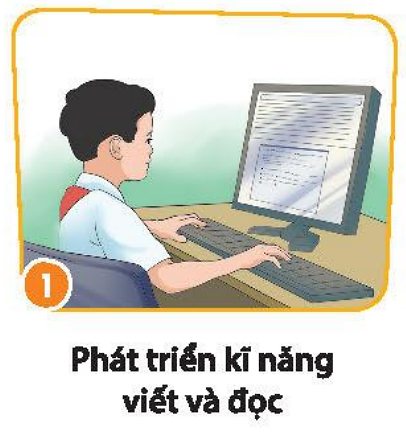 1
Phát triển kĩ năng
viết và đọc